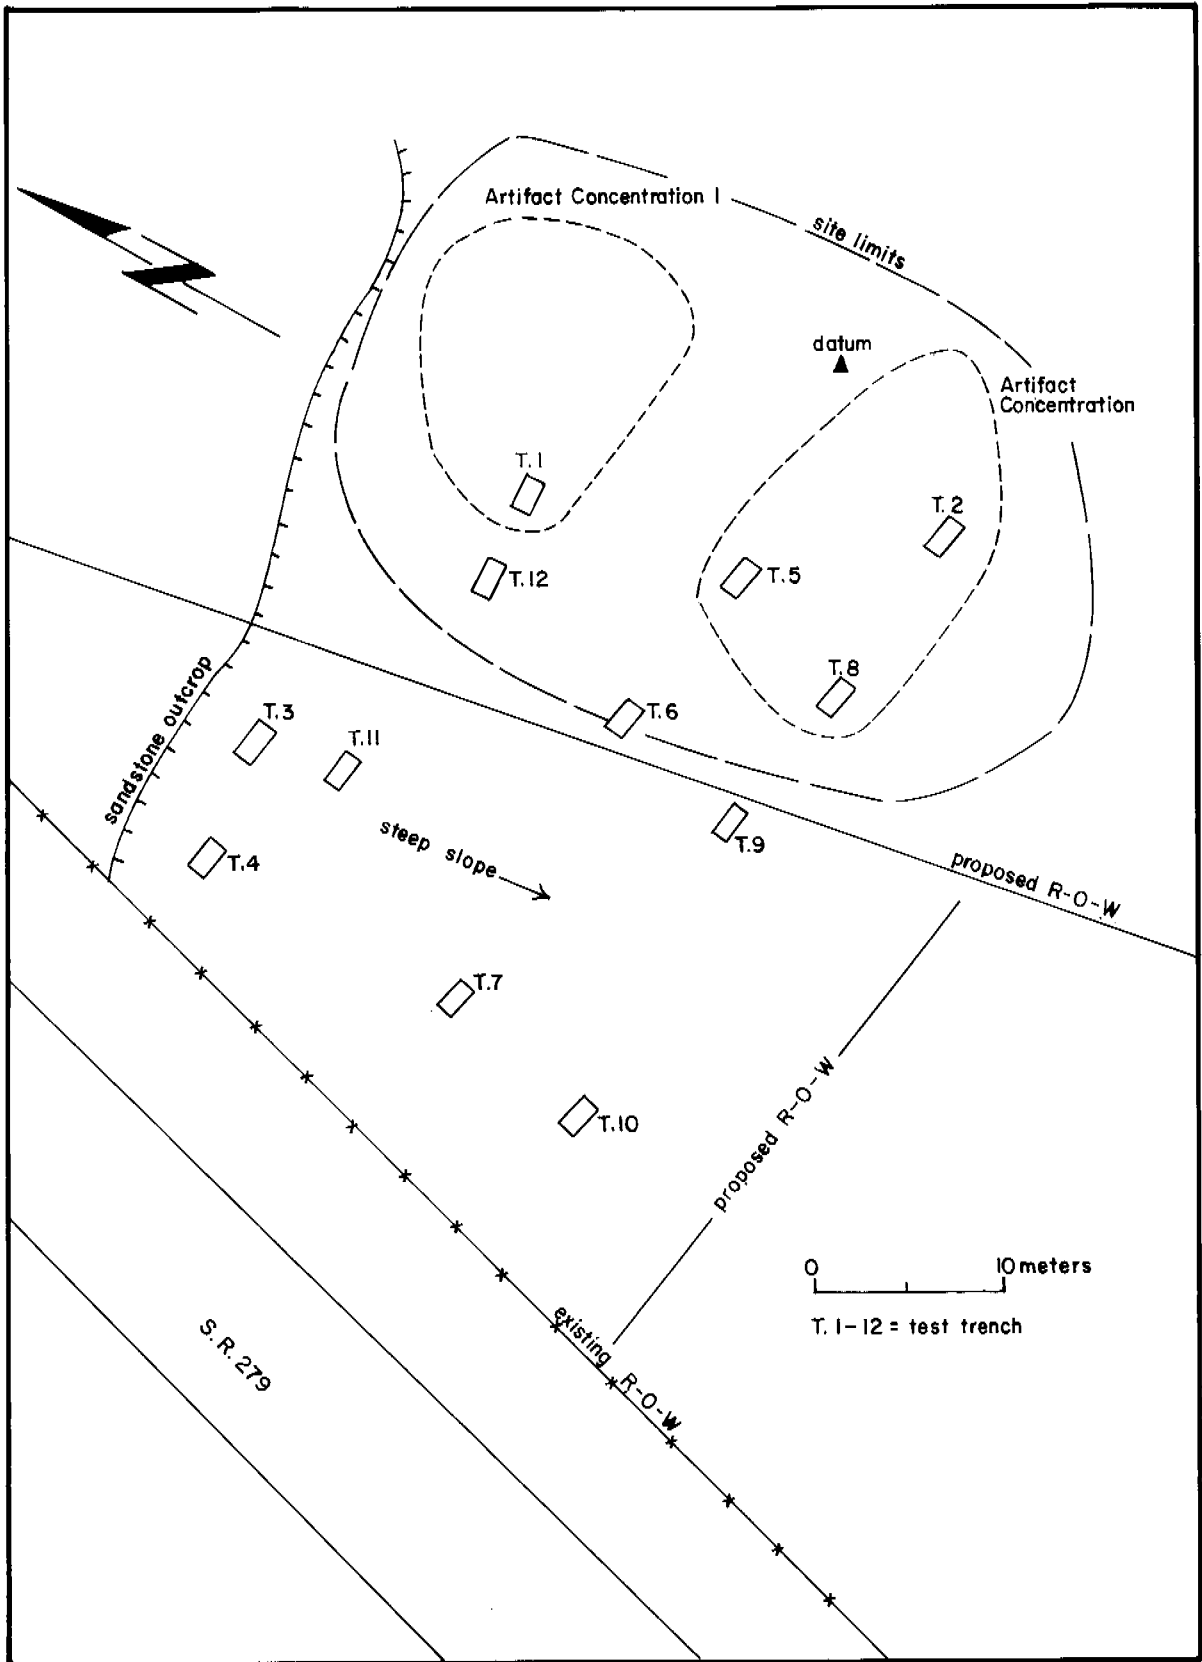 Artifact Concentration I
site limits
datum
Artifact
Concentration
T.1
T.2
T.12
T.5
T.8
T.6
sandstone outcrop
T.3
T.11
T.9
steep slope
T.4
proposed R-O-W
T.7
T.10
proposed R-O-W
0 10 meters
T. 1-12 = test trench
existing R-O-W
S.R. 279